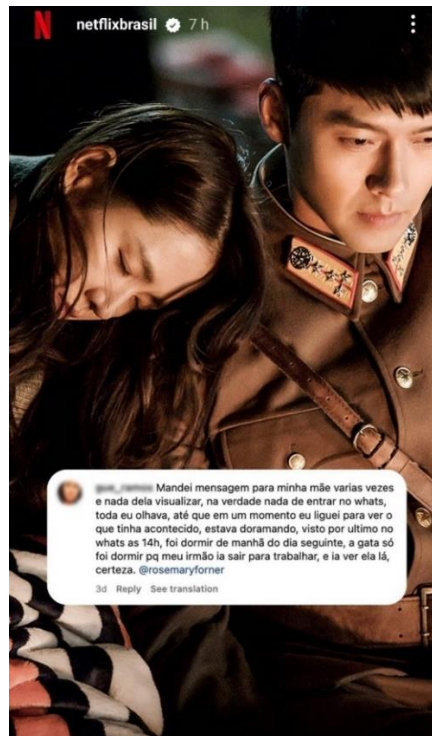 N netflixbrasil 7 h
Mandei mensagem para minha mãe varias vezes
e nada dela visualizar, na verdade nada de entrar no whats,
toda eu olhava, até que em um momento eu liguei para ver o
que tinha acontecido, estava doramando, visto por ultimo no
whats as 14h, foi dormir de manhã do dia seguinte, a gata só
foi dormir pq meu irmão ia sair para trabalhar, e ia ver ela lá,
certeza. @rosemaryforner
3d Reply See translation